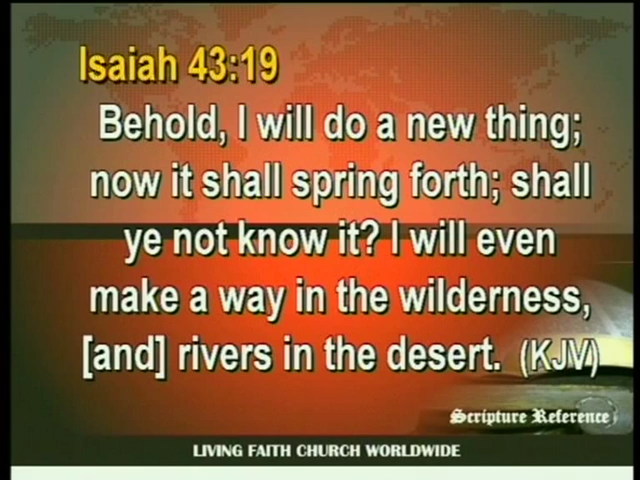 Isaiah 43:19
Behold, I will do a new thing;
now it shall spring forth; shall
ye not know it? I will even
make a way in the wilderness,
[and] rivers in the desert. (KJV)
Scripture Reference
LIVING FAITH CHURCH WORLDWIDE